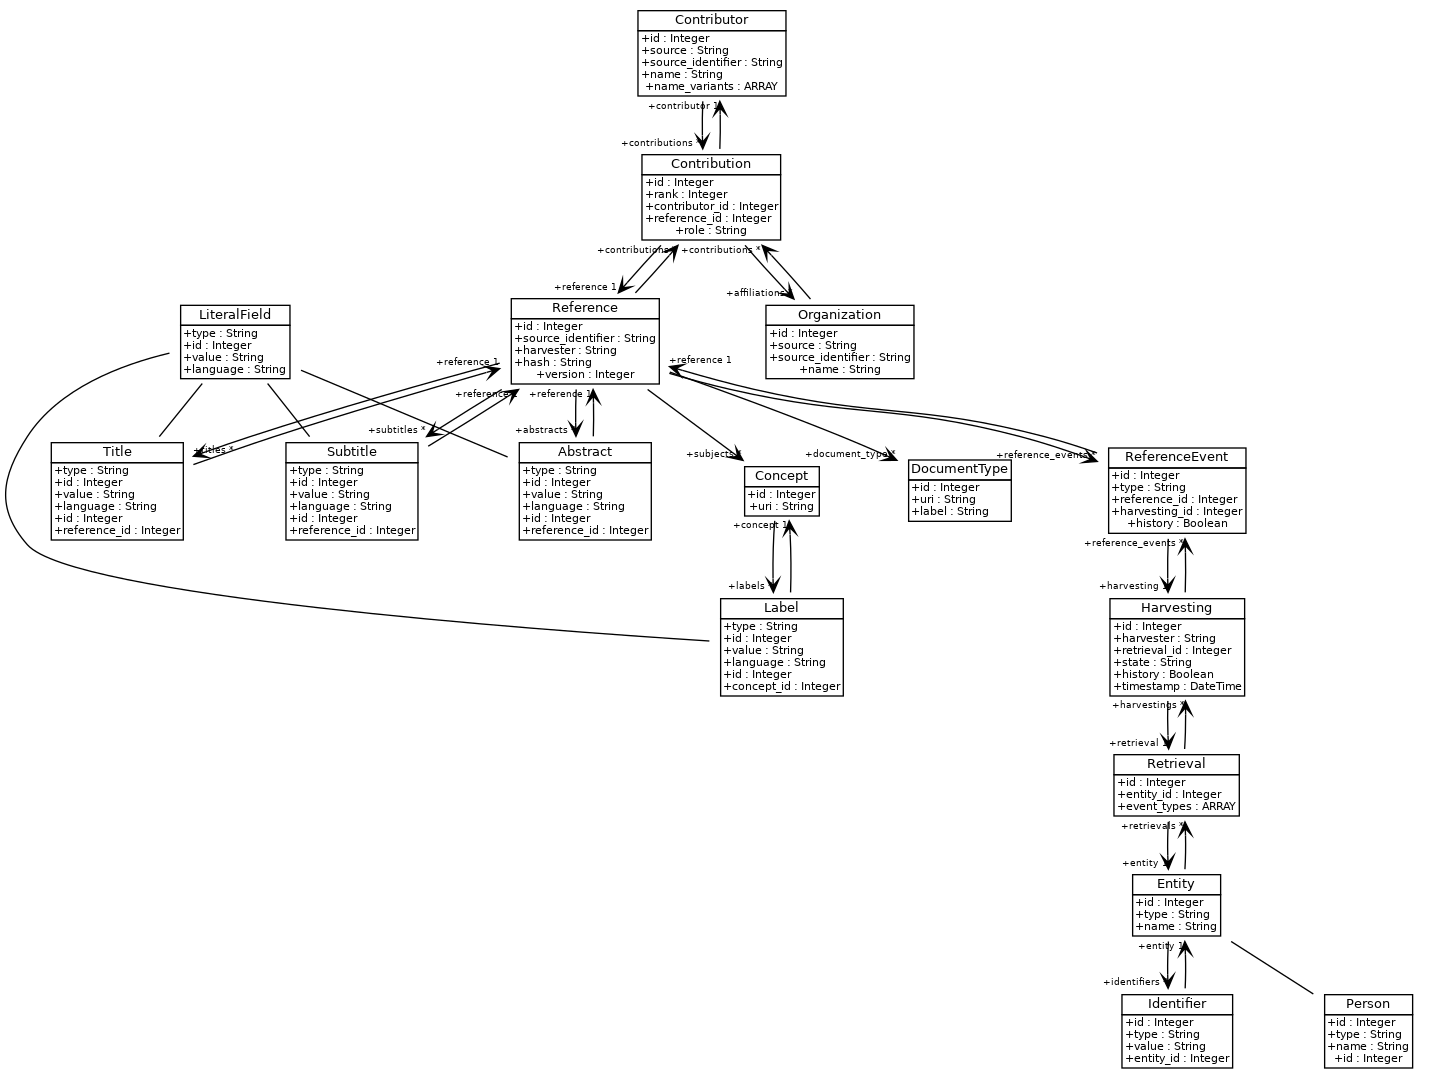 Contributor
+id : Integer
+source : String
+source_identifier : String
+name : String
+name_variants : ARRAY
+contributor 1
+contributions *
Contribution
+id : Integer
+rank : Integer
+contributor_id : Integer
+reference_id : Integer
+role : String
+contributions *
+contributions *
+reference 1
+affiliations *
Reference
+id : Integer
+source_identifier : String
+harvester : String
+hash : String
+version : Integer
Organization
+id : Integer
+source : String
+source_identifier : String
+name : String
LiteralField
+type : String
+id : Integer
+value : String
+language : String
+reference 1
+reference 1
+reference 1
+reference 1
+titles *
+subtitles *
+abstracts *
+subjects *
+document_type *
+reference_events *
Title
+type : String
+id : Integer
+value : String
+language : String
+id : Integer
+reference_id : Integer
Subtitle
+type : String
+id : Integer
+value : String
+language : String
+id : Integer
+reference_id : Integer
Abstract
+type : String
+id : Integer
+value : String
+language : String
+id : Integer
+reference_id : Integer
Concept
+id : Integer
+uri : String
DocumentType
+id : Integer
+uri : String
+label : String
ReferenceEvent
+id : Integer
+type : String
+reference_id : Integer
+harvesting_id : Integer
+history : Boolean
+concept 1
+labels *
+reference_events *
+harvesting 1
Label
+type : String
+id : Integer
+value : String
+language : String
+id : Integer
+concept_id : Integer
Harvesting
+id : Integer
+harvester : String
+retrieval_id : Integer
+state : String
+history : Boolean
+timestamp : DateTime
+harvestings *
+retrieval 1
Retrieval
+id : Integer
+entity_id : Integer
+event_types : ARRAY
+retrievals *
+entity 1
Entity
+id : Integer
+type : String
+name : String
+entity 1
+identifiers *
Identifier
+id : Integer
+type : String
+value : String
+entity_id : Integer
Person
+id : Integer
+type : String
+name : String
+id : Integer